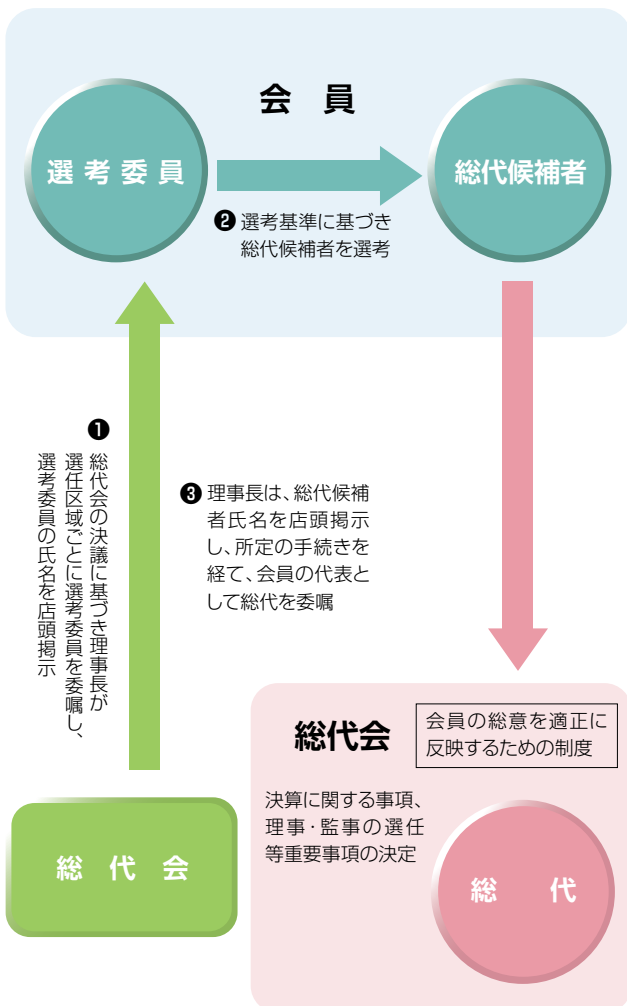 会 員
選考委員
総代候補者
❷ 選考基準に基づき
総代候補者を選考
❶
総代会の決議に基づき理事長が
選任区域ごとに選考委員を委嘱し、
選考委員の氏名を店頭掲示
❸ 理事長は、総代候補
者氏名を店頭掲示
し、所定の手続きを
経て、会員の代表と
して総代を委嘱
総代会
会員の総意を適正に
反映するための制度
決算に関する事項、
理事・監事の選任
等重要事項の決定
総 代 会
総 代